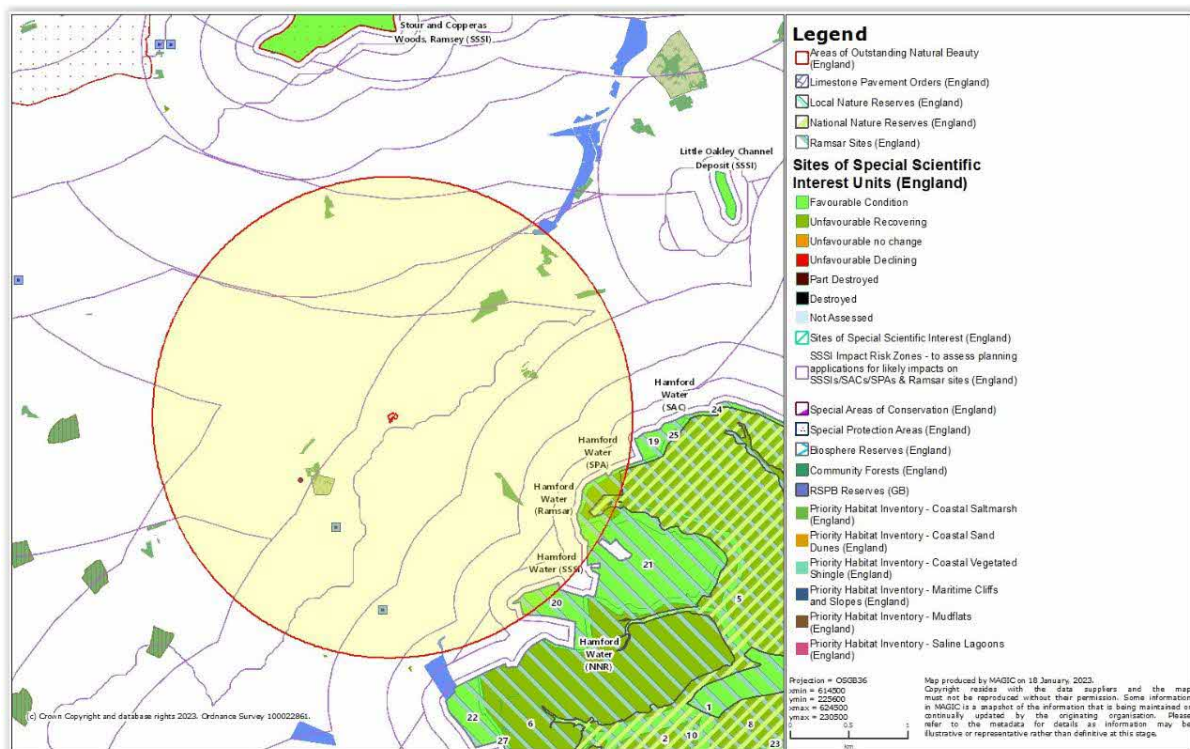 Stour and Copperas
Woods, Ramsey (SSSI)
Little Oakley Channel
Deposit (SSSI)
Hamford
Water
(SAC)
24
25
19
Hamford
Water
(SPA)
Hamford
Water
(Ramsar)
Hamford
Water (SSSI)
21
5
20
Hamford
Water
(NNR)
22
6
27
1
2
10
8
23
(c) Crown Copyright and database rights 2023. Ordnance Survey 100022861.
Legend
Areas of Outstanding Natural Beauty
(England)
Limestone Pavement Orders (England)
Local Nature Reserves (England)
National Nature Reserves (England)
Ramsar Sites (England)
Sites of Special Scientific
Interest Units (England)
Favourable Condition
Unfavourable Recovering
Unfavourable no change
Unfavourable Declining
Part Destroyed
Destroyed
Not Assessed
Sites of Special Scientific Interest (England)
SSSI Impact Risk Zones - to assess planning
applications for likely impacts on
SSSIs/SACs/SPAs & Ramsar sites (England)
Special Areas of Conservation (England)
Special Protection Areas (England)
Biosphere Reserves (England)
Community Forests (England)
RSPB Reserves (GB)
Priority Habitat Inventory - Coastal Saltmarsh
(England)
Priority Habitat Inventory - Coastal Sand
Dunes (England)
Priority Habitat Inventory - Coastal Vegetated
Shingle (England)
Priority Habitat Inventory - Maritime Cliffs
and Slopes (England)
Priority Habitat Inventory - Mudflats
(England)
Priority Habitat Inventory - Saline Lagoons
(England)
Projection = OSGB36
xmin = 614500
ymin = 225600
xmax = 624500
ymax = 230500
0 0.5 1
km
Map produced by MAGIC on 18 January, 2023.
Copyright resides with the data suppliers and the map
must not be reproduced without their permission. Some information
in MAGIC is a snapshot of the information that is being maintained or
continually updated by the originating organisation. Please
refer to the metadata for details as information may be
illustrative or representative rather than definitive at this stage.